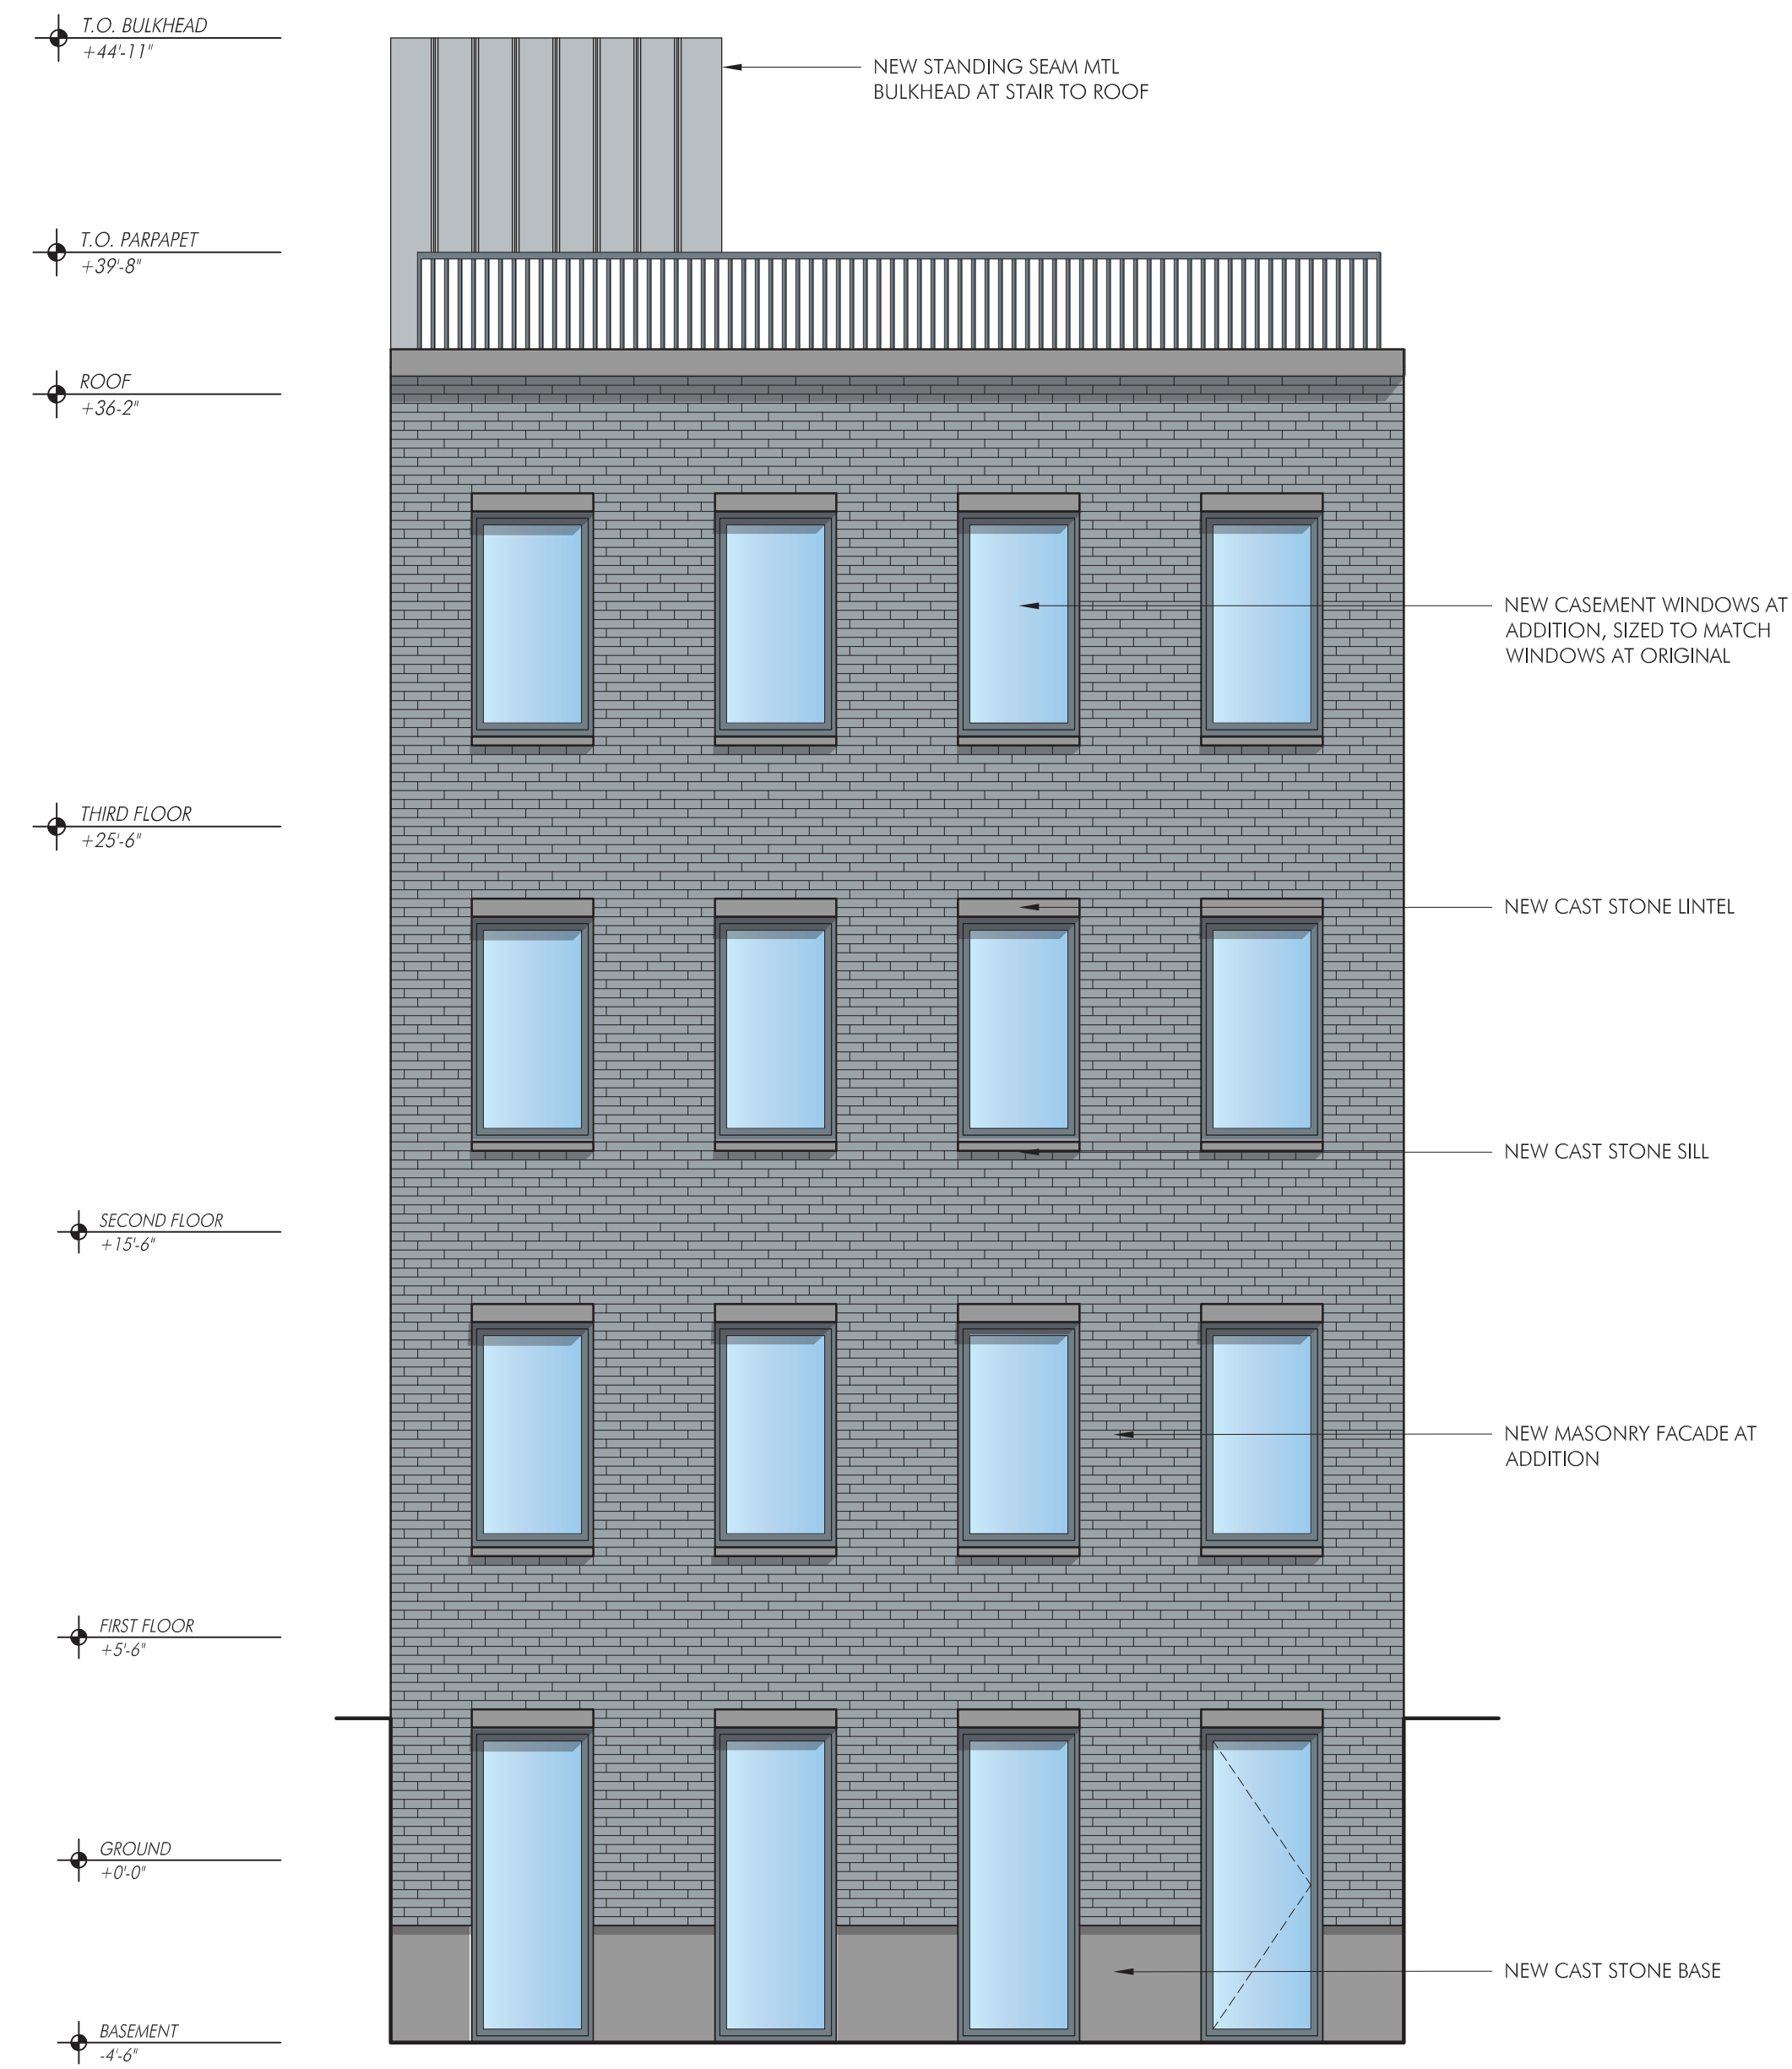 T.O. BULKHEAD
+44'-11"
NEW STANDING SEAM MTL
BULKHEAD AT STAIR TO ROOF
T.O. PARPAPET
+39'-8"
ROOF
+36-2"
NEW CASEMENT WINDOWS AT
ADDITION, SIZED TO MATCH
WINDOWS AT ORIGINAL
THIRD FLOOR
+25'-6"
NEW CAST STONE LINTEL
NEW CAST STONE SILL
SECOND FLOOR
+15'-6"
NEW MASONRY FACADE AT
ADDITION
FIRST FLOOR
+5'-6"
GROUND
+0'-0"
NEW CAST STONE BASE
BASEMENT
-4'-6"